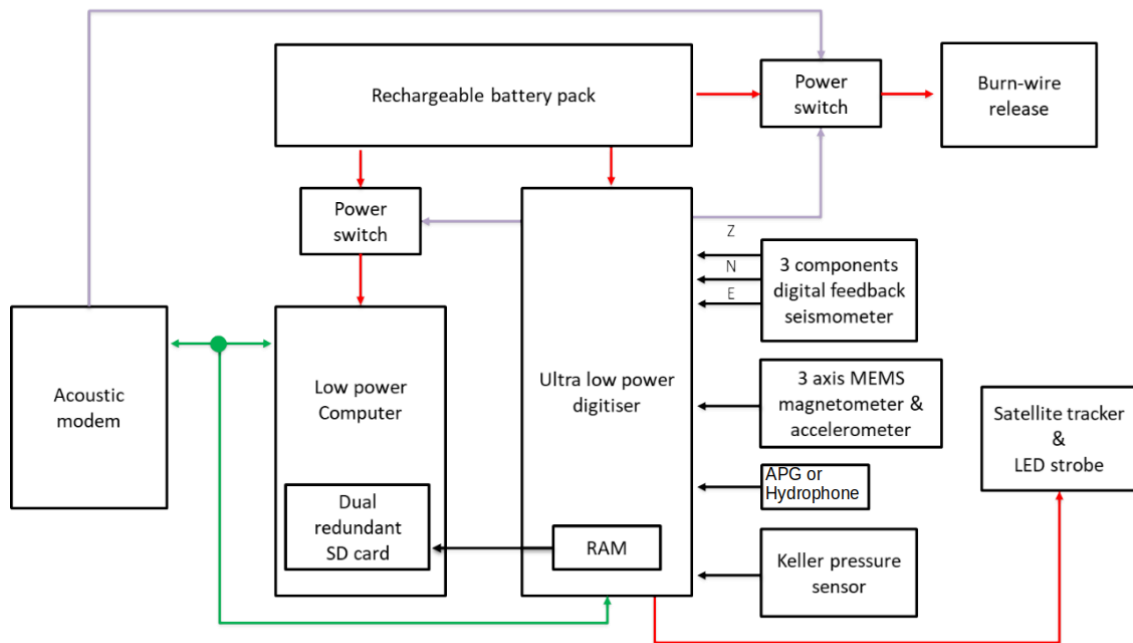 Rechargeable battery pack
Power
switch
Burn-wire
release
Power
switch
Z
N
E
3 components
digital feedback
seismometer
Acoustic
modem
Low power
Computer
Ultra low power
digitiser
3 axis MEMS
magnetometer &
accelerometer
Satellite tracker
&
LED strobe
APG or
Hydrophone
Dual
redundant
SD card
RAM
Keller pressure
sensor